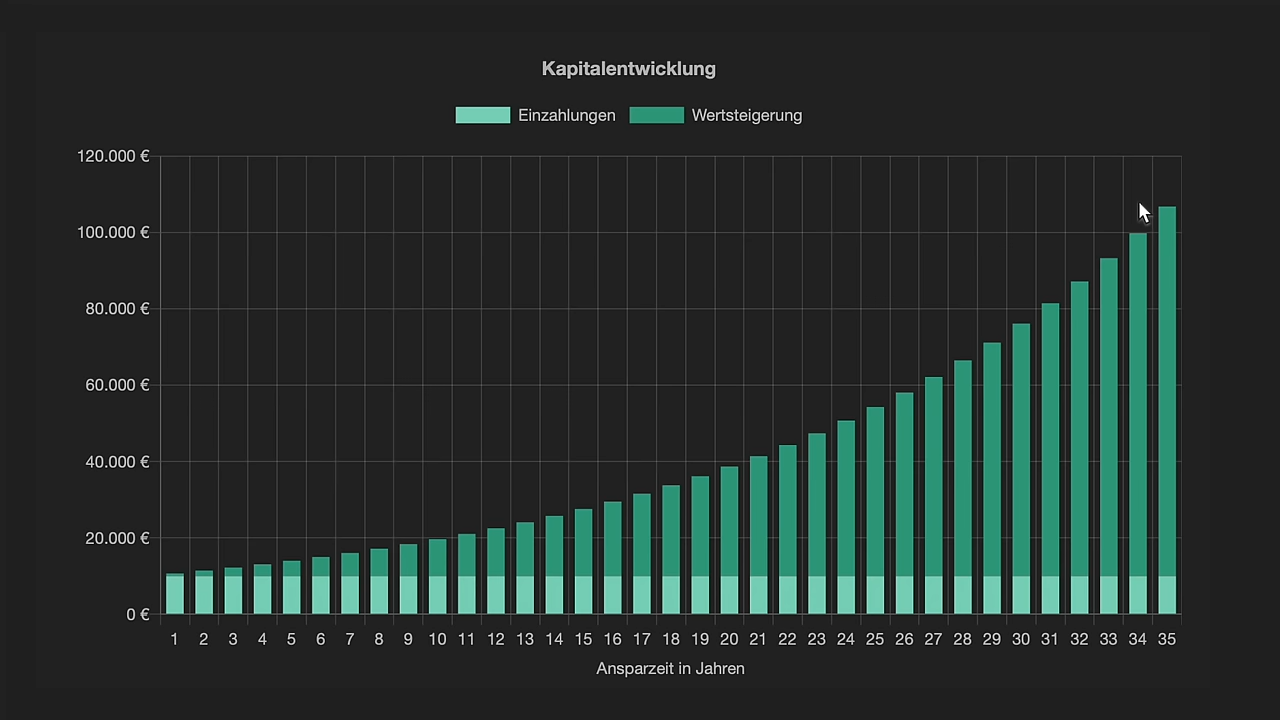 Kapitalentwicklung
Einzahlungen Wertsteigerung
120.000 €
100.000 €
80.000 €
60.000 €
40.000 €
20.000 €
0 €
1 2 3 4 5 6 7 8 9 10 11 12 13 14 15 16 17 18 19 20 21 22 23 24 25 26 27 28 29 30 31 32 33 34 35
Ansparzeit in Jahren